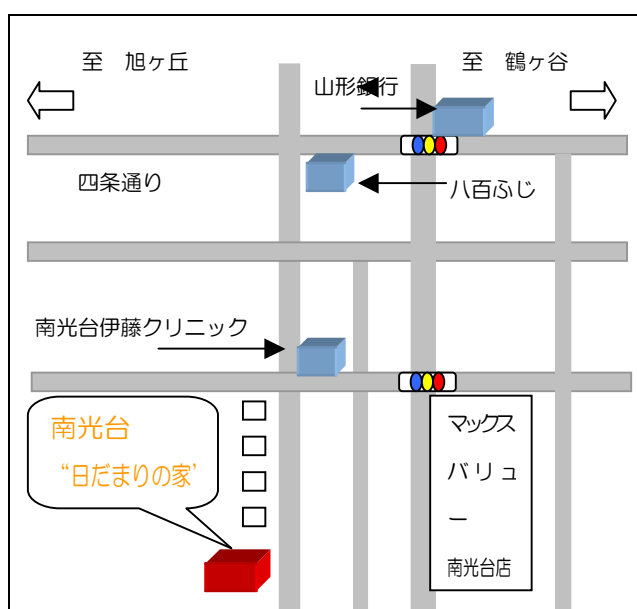 至　旭ヶ丘
至　鶴ヶ谷
山形銀行
四条通り
八百ふじ
南光台伊藤クリニック
南光台
“日だまりの家’
マックス
バリュ
ー
南光台店